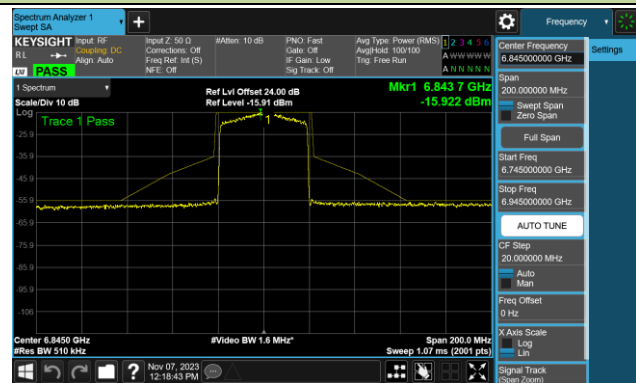 Spectrum Analyzer 1
Swept SA
Frequency
KEYSIGHT
Input: RF
Input Z: 50 Ω
#Atten: 10 dB
PNO: Fast
Avg Type: Power (RMS)
1 2 3 4 5 6
RL
Coupling: DC
Corrections: Off
Gate: Off
Avg|Hold: 100/100
A W W W W W
Align: Auto
Freq Ref: Int (S)
IF Gain: Low
Trig: Free Run
LXI
PASS
NFE: Off
Sig Track: Off
A N N N N N
1 Spectrum
Scale/Div 10 dB
Ref Lvl Offset 24.00 dB
Ref Level -15.91 dBm
Mkr1 6.843 7 GHz
-15.922 dBm
Log
Trace 1 Pass
1
-25.9
-35.9
-45.9
-55.9
-65.9
-75.9
-85.9
-95.9
-106
Center 6.8450 GHz
#Video BW 1.6 MHz*
Span 200.0 MHz
#Res BW 510 kHz
Sweep 1.07 ms (2001 pts)
Nov 07, 2023
12:18:43 PM
Center Frequency
6.845000000 GHz
Settings
Span
200.000000 MHz
Swept Span
Zero Span
Full Span
Start Freq
6.745000000 GHz
Stop Freq
6.945000000 GHz
AUTO TUNE
CF Step
20.000000 MHz
Auto
Man
Freq Offset
0 Hz
X Axis Scale
Log
Lin
Signal Track
(Span Zoom)